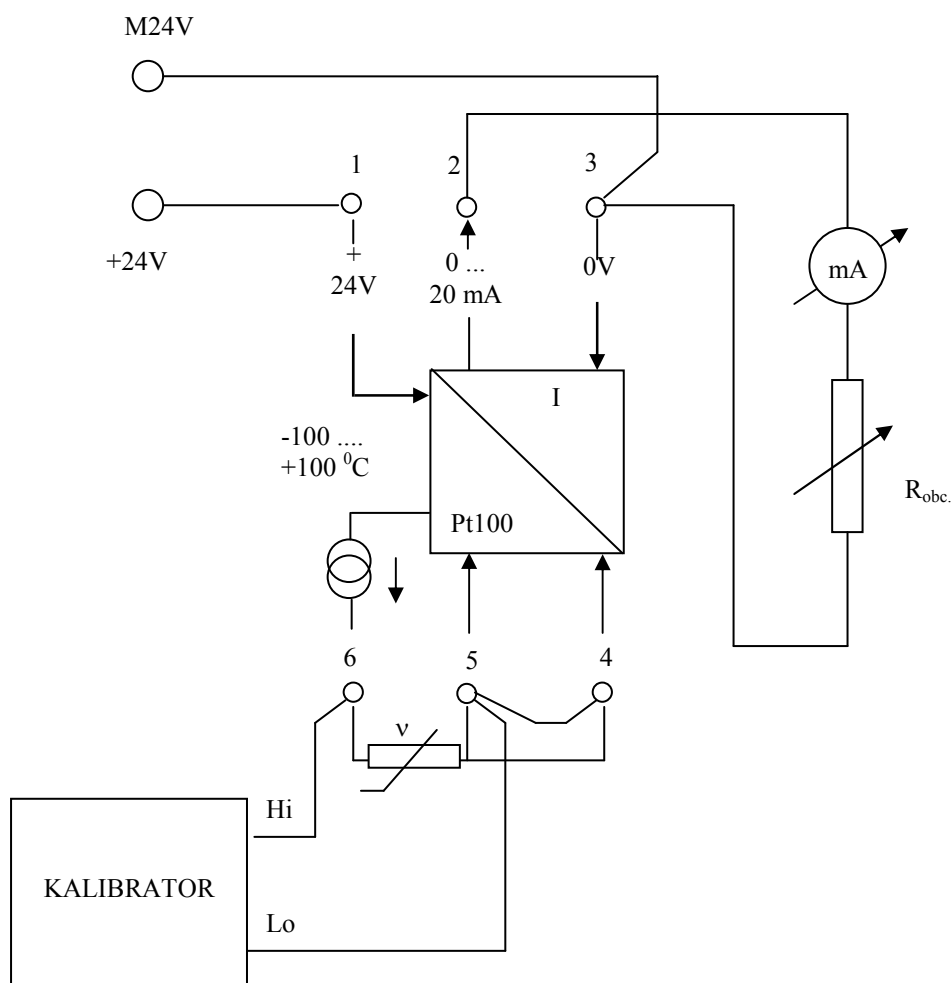 M24V
1
2
3
+24V
+
24V
0 ...
20 mA
0V
mA
I
-100 ....
+100 ⁰C
Pt100
R_obc.
6
5
4
ν
Hi
KALIBRATOR
Lo